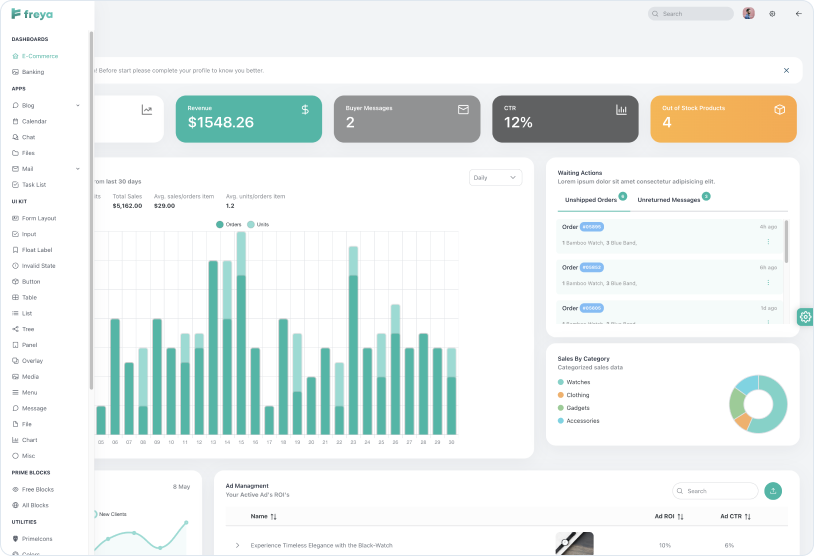 freya
Search
DASHBOARDS
E-Commerce
Banking
APPS
Blog
Calendar
Chat
Files
Mail
Task List
UI KIT
Form Layout
Input
Float Label
Invalid State
Button
Table
List
Tree
Panel
Overlay
Media
Menu
Message
File
Chart
Misc
PRIME BLOCKS
Free Blocks
All Blocks
UTILITIES
PrimeIcons
Colors
! Before start please complete your profile to know you better.
Revenue
$1548.26
Buyer Messages
2
CTR
12%
Out of Stock Products
4
from last 30 days
Daily
Total Sales
$5,162.00
Avg. sales/orders item
$29.00
Avg. units/orders item
1.2
Orders Units
05 06 07 08 09 10 11 12 13 14 15 16 17 18 19 20 21 22 23 24 25 26 27 28 29 30
Waiting Actions
Lorem ipsum dolor sit amet consectetur adipisicing elit.
Unshipped Orders
Unreturned Messages
Order
6h ago
1 Bamboo Watch, 3 Blue Band,
Order
6h ago
1 Bamboo Watch, 3 Blue Band,
Order
1d ago
1 Bamboo Watch, 3 Blue Band,
Sales By Category
Categorized sales data
Watches
Clothing
Gadgets
Accessories
6 May
New Clients
Ad Managment
Your Active Ad's ROI's
Search
Name Ad ROI Ad CTR
Experience Timeless Elegance with the Black-Watch 10% 6%